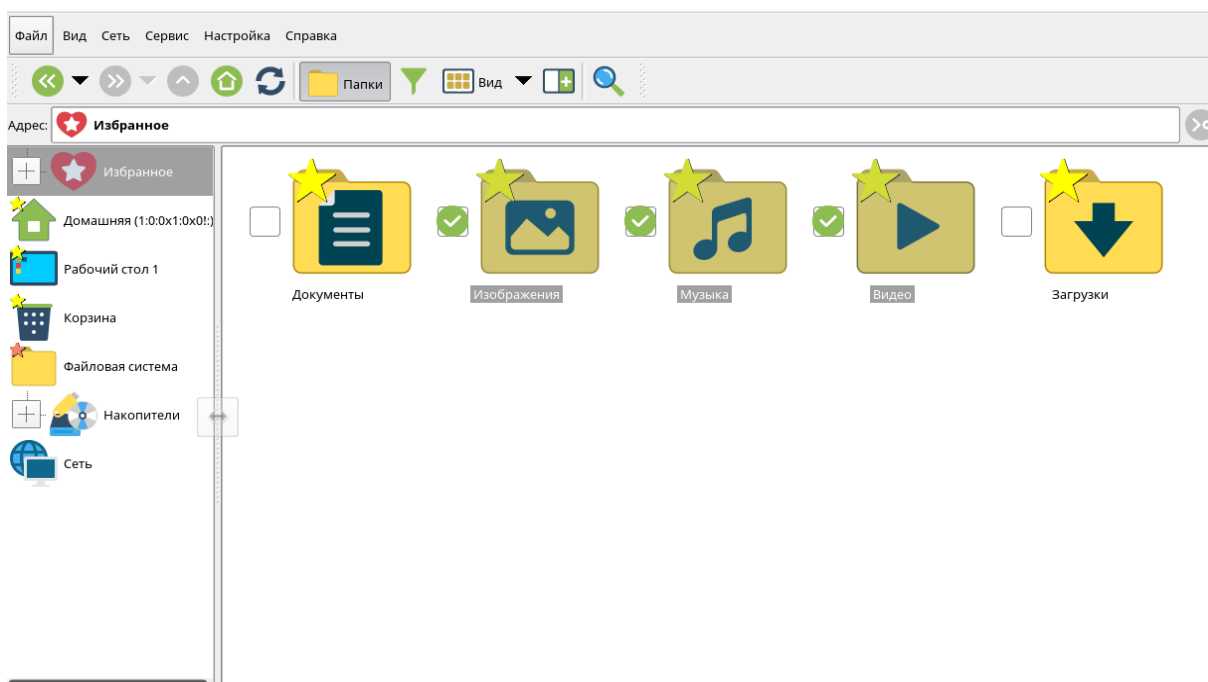 Файл Вид Сеть Сервис Настройка Справка
Папки Вид
Адрес: Избранное
Избранное
Домашняя (1:0:0x1:0x0!:)
Рабочий стол 1
Корзина
Файловая система
Накопители
Сеть
Документы Изображения Музыка Видео Загрузки